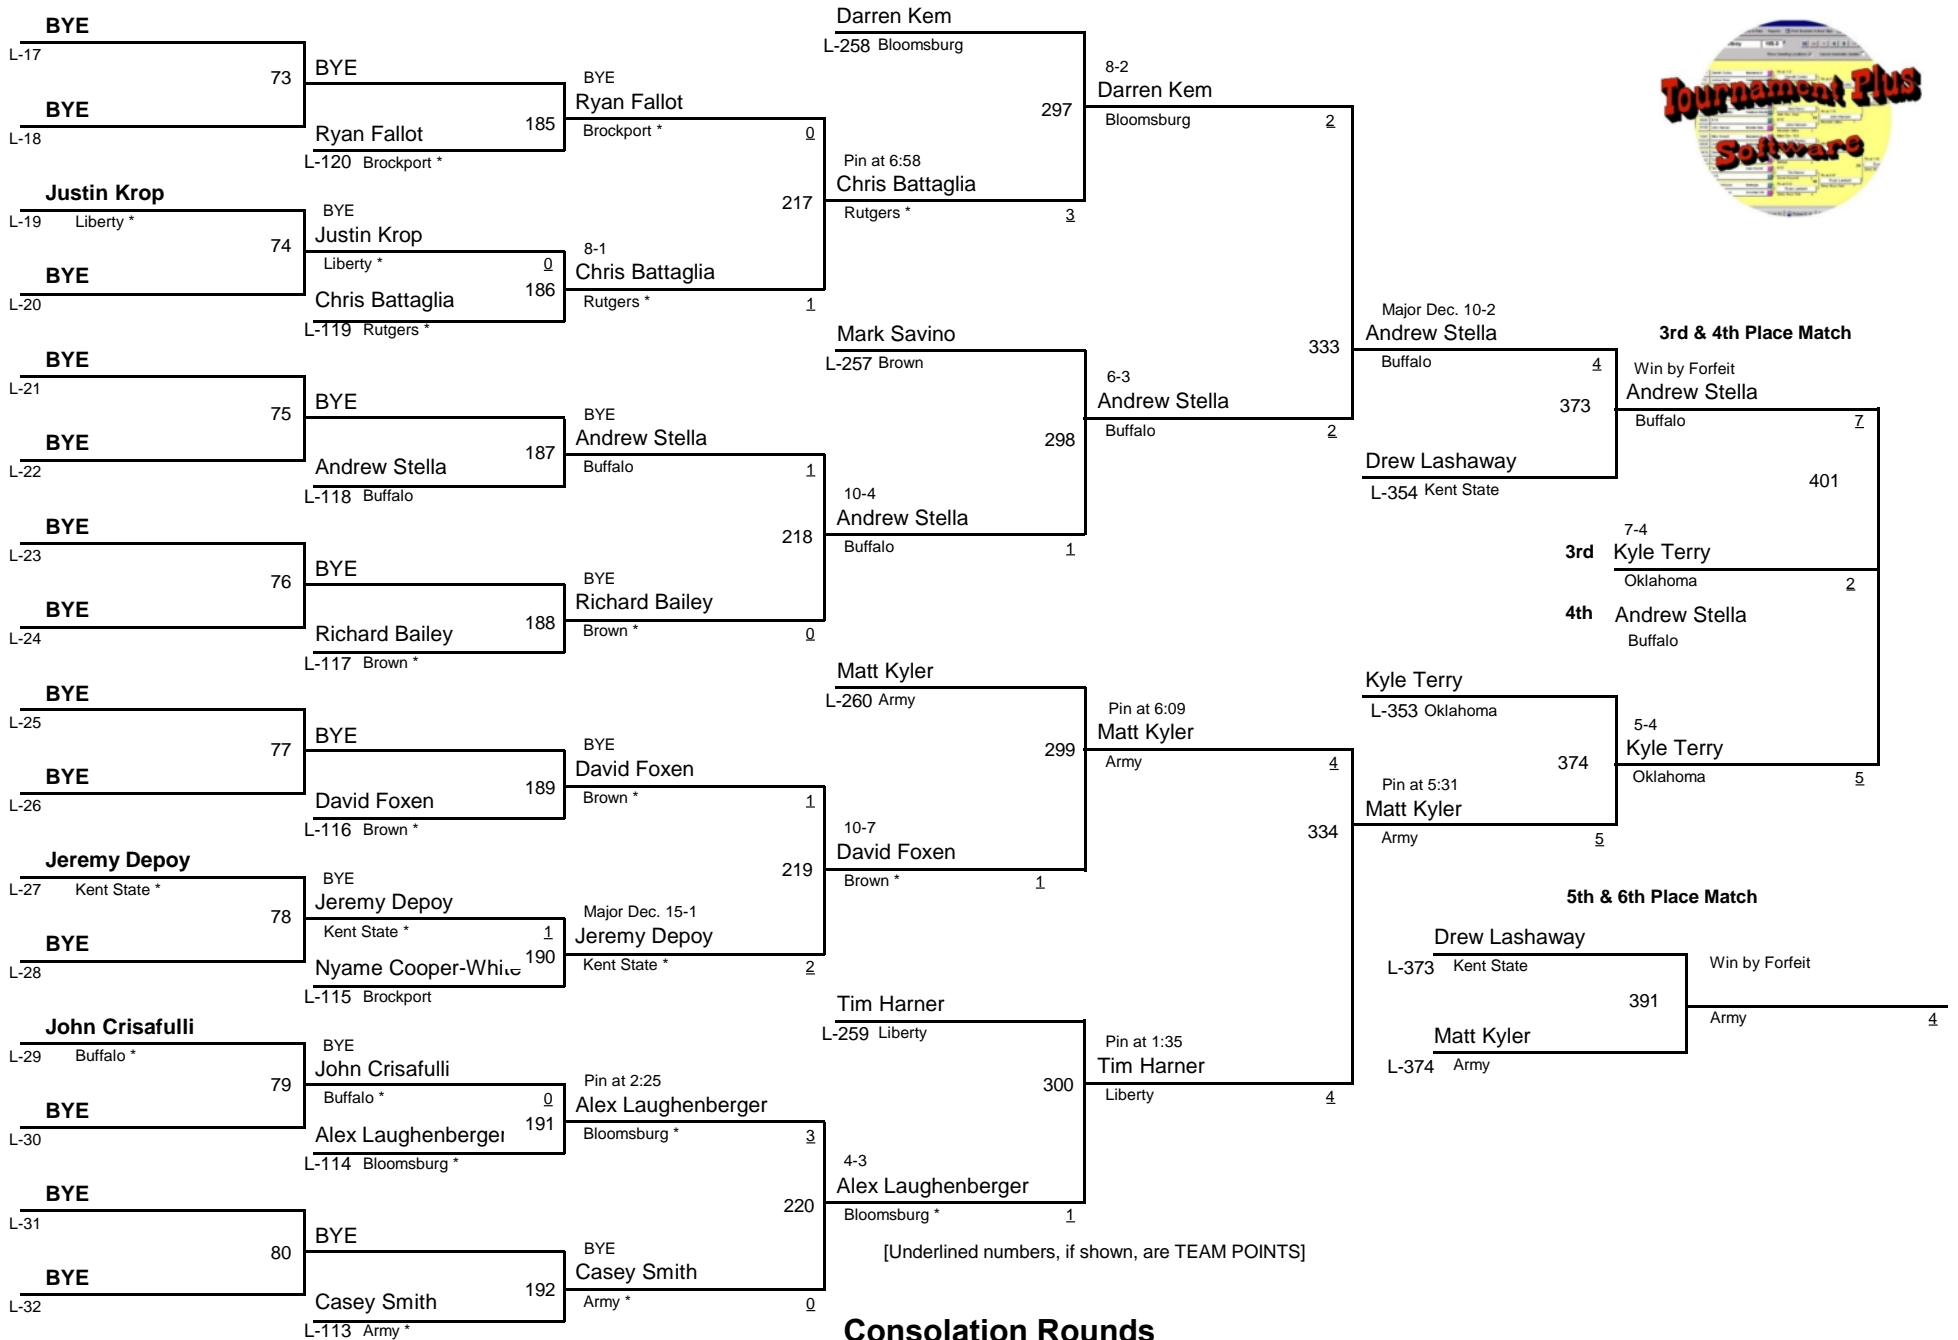 BYE
L-17
73
BYE
L-18
BYE
Ryan Fallot
185
L-120 Brockport *
Justin Krop
L-19 Liberty *
74
BYE
L-20
BYE
Justin Krop
Liberty * 0
Chris Battaglia 186
L-119 Rutgers *
BYE
L-21
75
BYE
L-22
BYE
Andrew Stella 187
L-118 Buffalo
BYE
L-23
76
BYE
L-24
BYE
Richard Bailey 188
L-117 Brown *
BYE
L-25
77
BYE
L-26
BYE
David Foxen 189
L-116 Brown *
Jeremy Depoy
L-27 Kent State *
78
BYE
L-28
BYE
Jeremy Depoy
Kent State * 1
Nyame Cooper-White 190
L-115 Brockport
John Crisafulli
L-29 Buffalo *
79
BYE
L-30
BYE
John Crisafulli
Buffalo * 0
Alex Laughenberger 191
L-114 Bloomsburg *
BYE
L-31
80
BYE
L-32
BYE
Casey Smith 192
L-113 Army *
BYE
Ryan Fallot
Brockport * 0
217
8-1
Chris Battaglia
Rutgers * 1
BYE
Andrew Stella
Buffalo 1
218
BYE
Richard Bailey
Brown * 0
BYE
David Foxen
Brown * 1
219
Major Dec. 15-1
Jeremy Depoy
Kent State * 2
Pin at 2:25
Alex Laughenberger
Bloomsburg * 3
220
BYE
Casey Smith
Army * 0
Darren Kem
L-258 Bloomsburg
297
Pin at 6:58
Chris Battaglia
Rutgers * 3
Mark Savino
L-257 Brown
298
10-4
Andrew Stella
Buffalo 1
Matt Kyler
L-260 Army
299
10-7
David Foxen
Brown * 1
Tim Harner
L-259 Liberty
300
4-3
Alex Laughenberger
Bloomsburg * 1
8-2
Darren Kem
Bloomsburg 2
333
6-3
Andrew Stella
Buffalo 2
Pin at 6:09
Matt Kyler
Army 4
334
Pin at 1:35
Tim Harner
Liberty 4
Major Dec. 10-2
Andrew Stella
Buffalo 4
373
Drew Lashaway
L-354 Kent State
Kyle Terry
L-353 Oklahoma
374
Pin at 5:31
Matt Kyler
Army 5
Tournament Plus
Software
3rd & 4th Place Match
Win by Forfeit
Andrew Stella
Buffalo 7
401
7-4
3rd Kyle Terry
Oklahoma 2
4th Andrew Stella
Buffalo
5-4
Kyle Terry
Oklahoma 5
5th & 6th Place Match
Drew Lashaway
L-373 Kent State
391
Matt Kyler
L-374 Army
Win by Forfeit
Army 4
[Underlined numbers, if shown, are TEAM POINTS]
Consolation Rounds